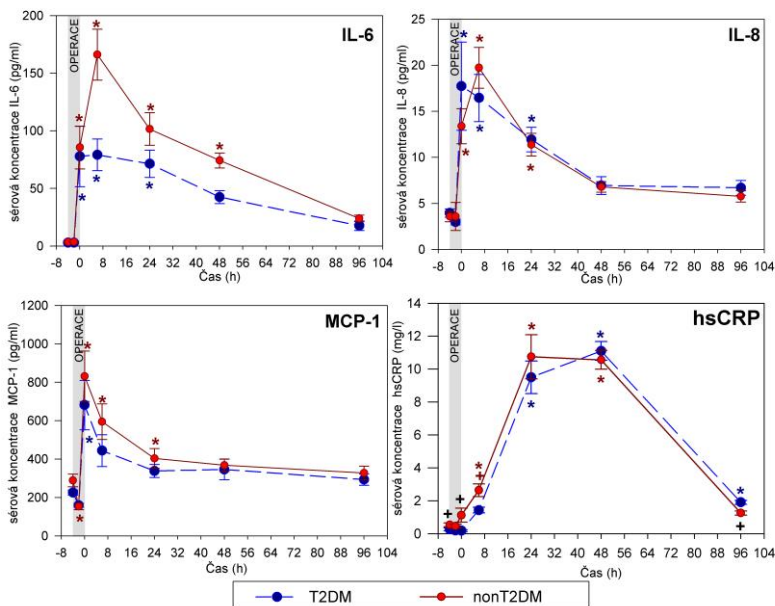 IL-6
OPERACE
sérová koncentrace IL-6 (pg/ml)
200
150
100
50
0
-8 0 8 16 24 32 40 48 56 64 72 80 88 96 104
Čas (h)
* * * * * * *
IL-8
OPERACE
sérová koncentrace IL-8 (pg/ml)
25
20
15
10
5
0
-8 0 8 16 24 32 40 48 56 64 72 80 88 96 104
Čas (h)
* * * * * *
MCP-1
OPERACE
sérová koncentrace MCP-1 (pg/ml)
1200
1000
800
600
400
200
0
-8 0 8 16 24 32 40 48 56 64 72 80 88 96 104
Čas (h)
* * * * *
hsCRP
OPERACE
sérová koncentrace hsCRP (mg/l)
14
12
10
8
6
4
2
0
-8 0 8 16 24 32 40 48 56 64 72 80 88 96 104
Čas (h)
+ + * + * * * * * +
T2DM nonT2DM